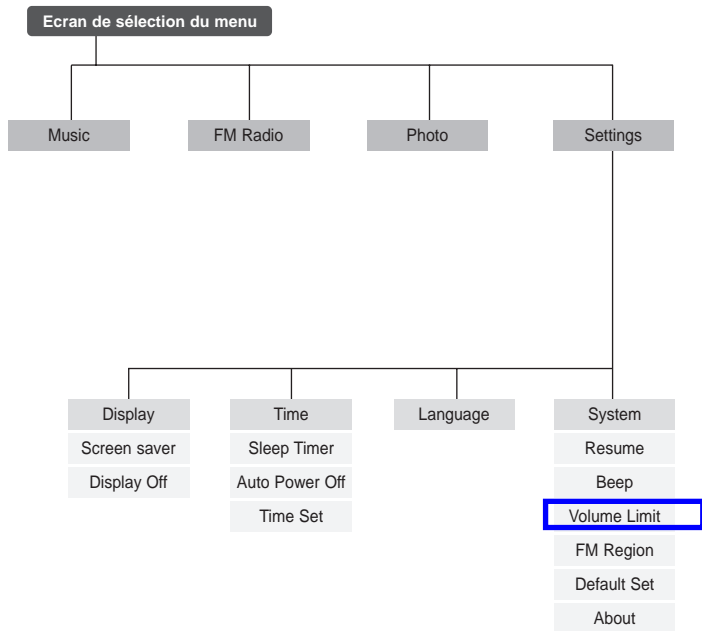 Ecran de sélection du menu
Music
FM Radio
Photo
Settings
Display
Time
Language
System
Screen saver
Sleep Timer
Resume
Display Off
Auto Power Off
Beep
Time Set
Volume Limit
FM Region
Default Set
About